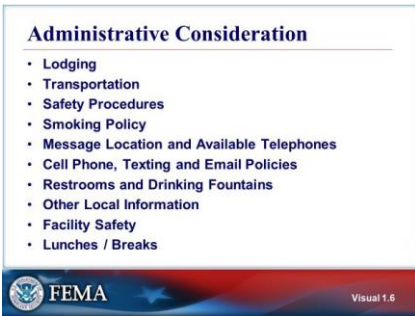 Administrative Consideration
• Lodging
• Transportation
• Safety Procedures
• Smoking Policy
• Message Location and Available Telephones
• Cell Phone, Texting and Email Policies
• Restrooms and Drinking Fountains
• Other Local Information
• Facility Safety
• Lunches / Breaks
FEMA
Visual 1.6